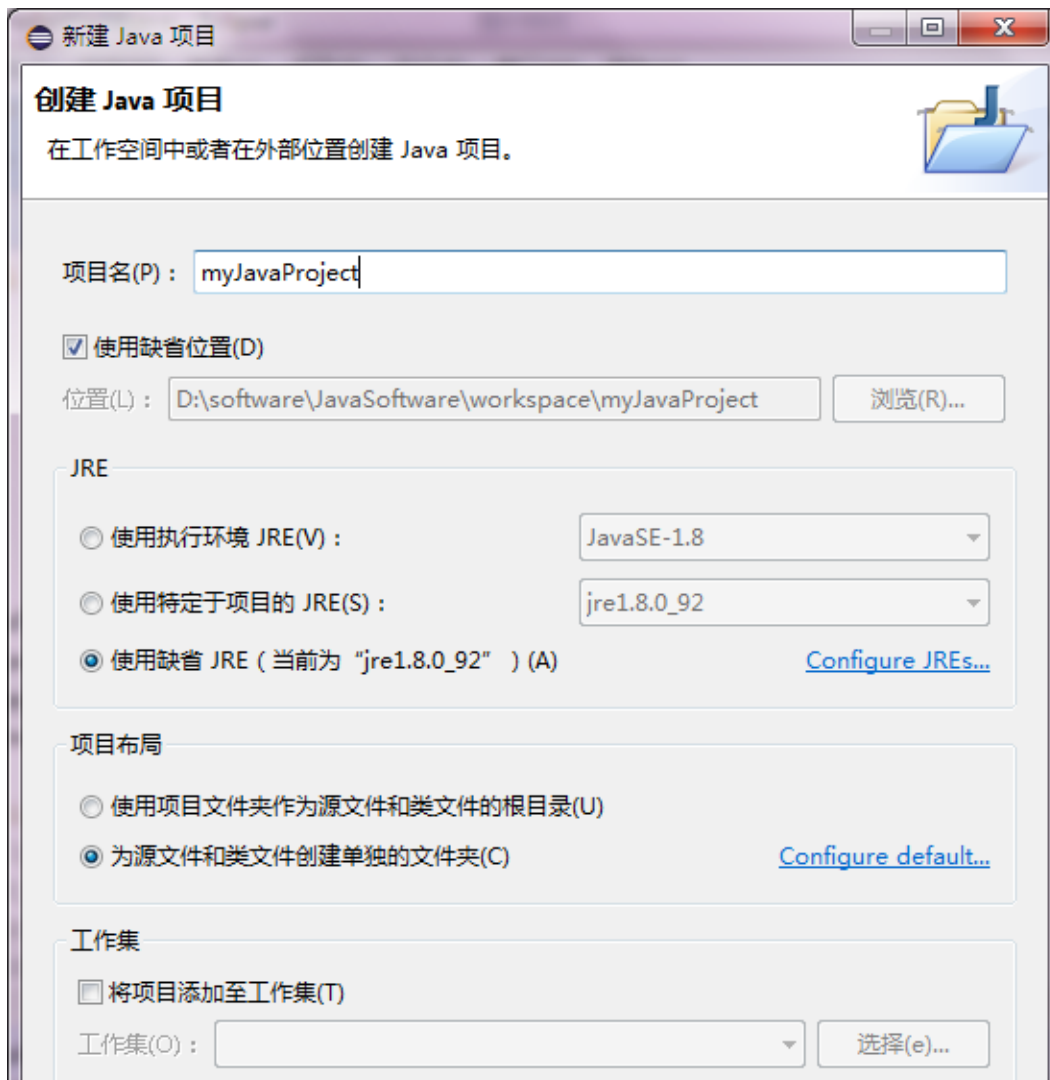 新建 Java 项目
创建 Java 项目
在工作空间中或者在外部位置创建 Java 项目。
项目名(P)： myJavaProject
使用缺省位置(D)
位置(L)： D:\software\JavaSoftware\workspace\myJavaProject 浏览(R)...
JRE
使用执行环境 JRE(V)： JavaSE-1.8
使用特定于项目的 JRE(S)： jre1.8.0_92
使用缺省 JRE（当前为“jre1.8.0_92”）(A) Configure JREs...
项目布局
使用项目文件夹作为源文件和类文件的根目录(U)
为源文件和类文件创建单独的文件夹(C) Configure default...
工作集
将项目添加至工作集(T)
工作集(O)： 选择(e)...